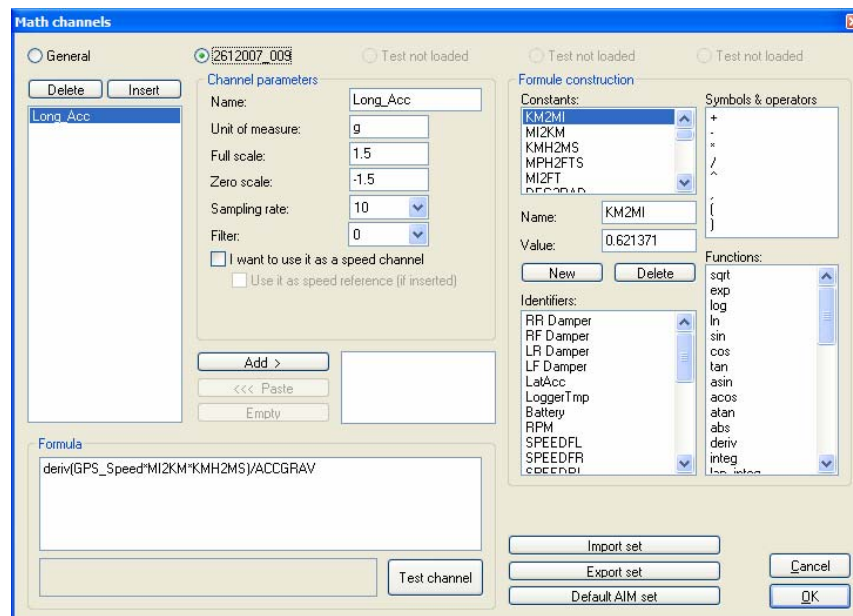 Math channels
General
2612007_009
Test not loaded
Test not loaded
Test not loaded
Delete
Insert
Long_Acc
Channel parameters
Name:
Long_Acc
Unit of measure:
g
Full scale:
1.5
Zero scale:
-1.5
Sampling rate:
10
Filter:
0
I want to use it as a speed channel
Use it as speed reference (if inserted)
Add >
<<< Paste
Empty
Formule construction
Constants:
KM2MI
MI2KM
KMH2MS
MPH2FTS
MI2FT
DEG2RAD
Name:
KM2MI
Value:
0.621371
New
Delete
Identifiers:
RR Damper
RF Damper
LR Damper
LF Damper
LatAcc
LoggerTmp
Battery
RPM
SPEEDFL
SPEEDFR
SPEEDRL
Symbols & operators
+
-
*
/
^
,
(
)
Functions:
sqrt
exp
log
ln
sin
cos
tan
asin
acos
atan
abs
deriv
integ
lap_integ
Formula
deriv(GPS_Speed*MI2KM*KMH2MS)/ACCGRAV
Test channel
Import set
Export set
Default AIM set
Cancel
OK